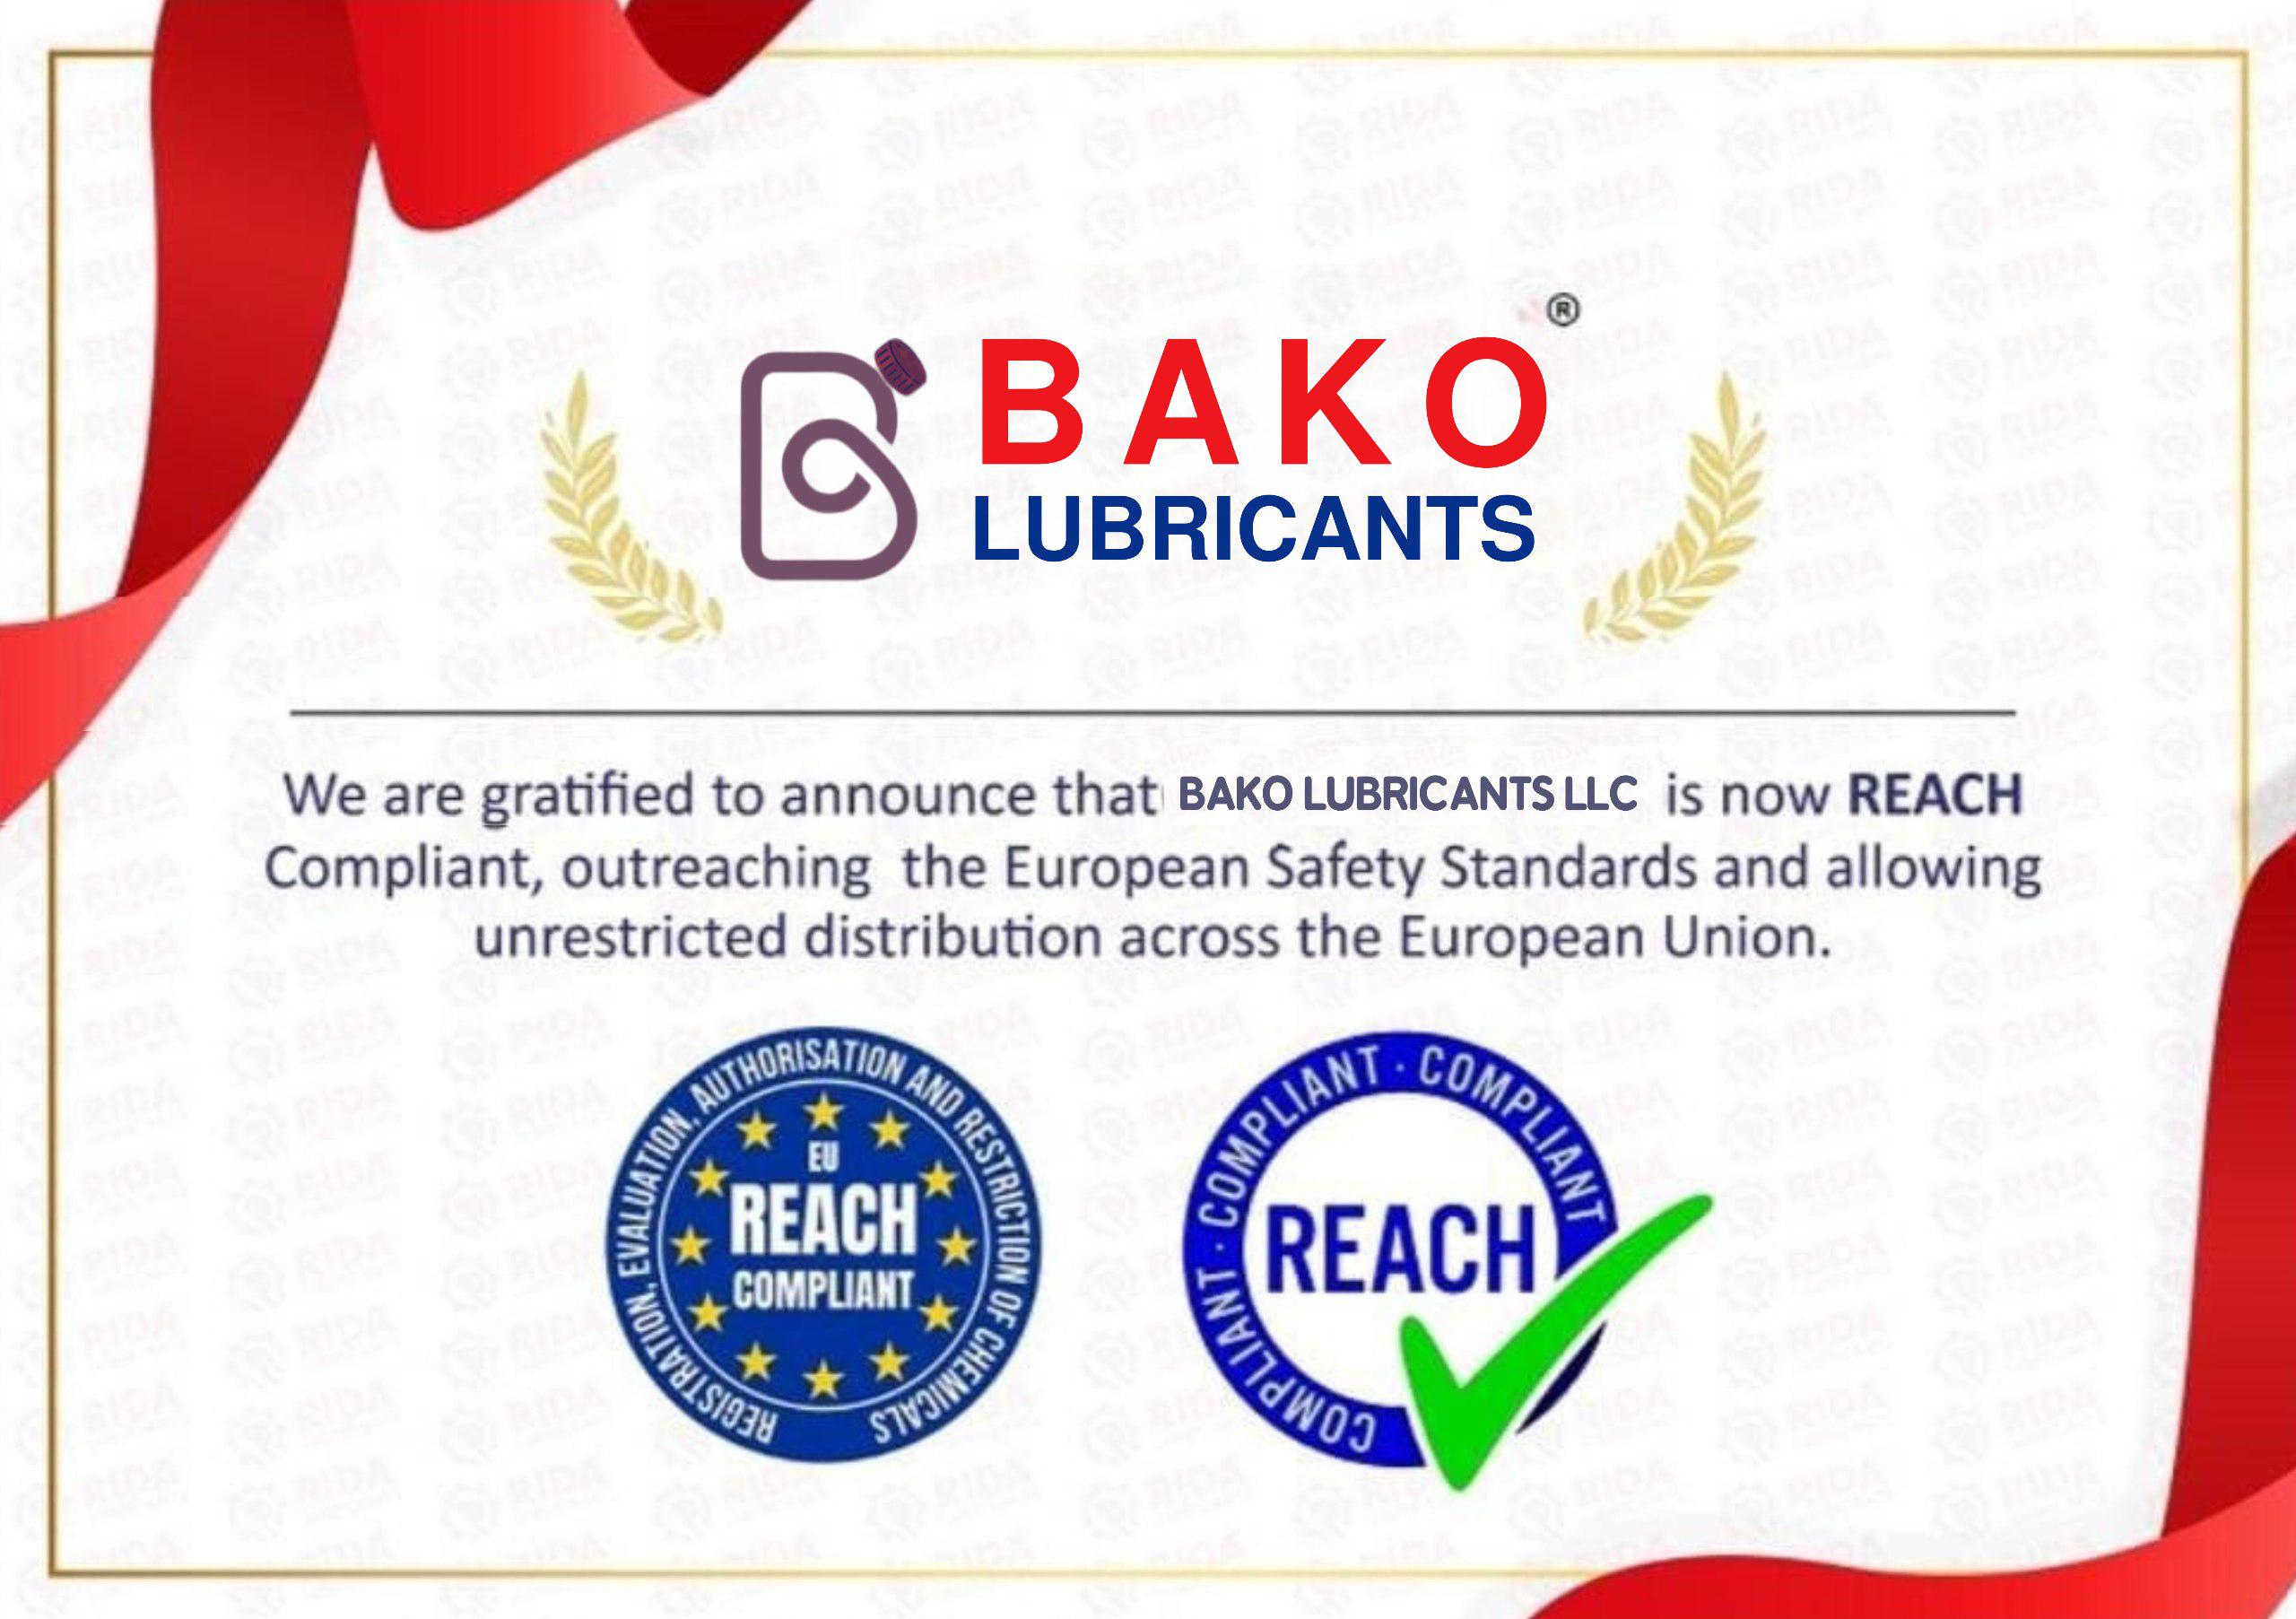 ®
BAKO
LUBRICANTS
We are gratified to announce that BAKO LUBRICANTS LLC is now REACH
Compliant, outreaching the European Safety Standards and allowing
unrestricted distribution across the European Union.
REGISTRATION, EVALUATION, AUTHORISATION AND RESTRICTION OF CHEMICALS
EU
REACH
COMPLIANT
COMPLIANT · COMPLIANT · COMPLIANT
REACH
RIDA